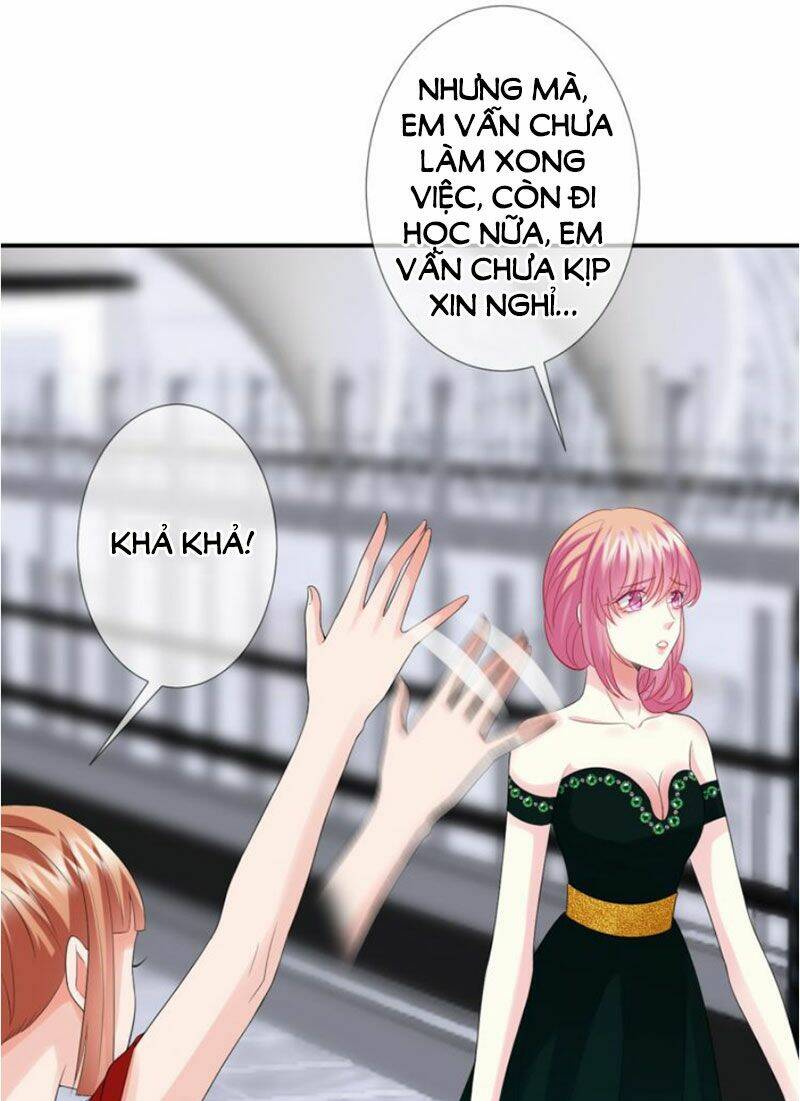 NHƯNG MÀ,
EM VẪN CHƯA
LÀM XONG
VIỆC, CÒN ĐI
HỌC NỮA, EM
VẪN CHƯA KỊP
XIN NGHỈ...
KHẢ KHẢ!